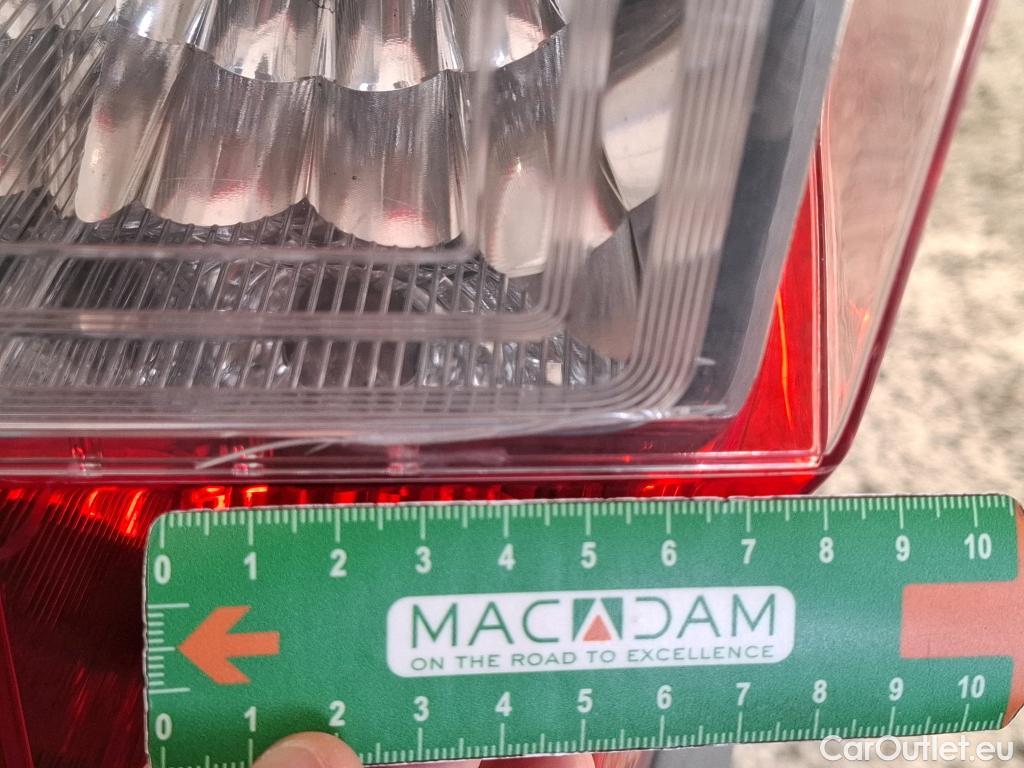 0 1 2 3 4 5 6 7 8 9 10
MACADAM
ON THE ROAD TO EXCELLENCE
0 1 2 3 4 5 6 7 8 9 10
CarOutlet.eu